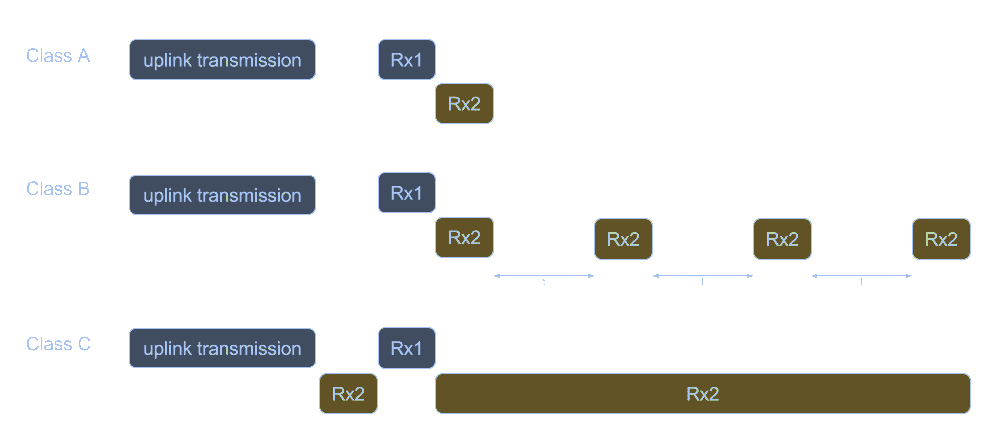 Class A
uplink transmission
Rx1
Rx2
Class B
uplink transmission
Rx1
Rx2
Rx2
Rx2
Rx2
Class C
uplink transmission
Rx1
Rx2
Rx2